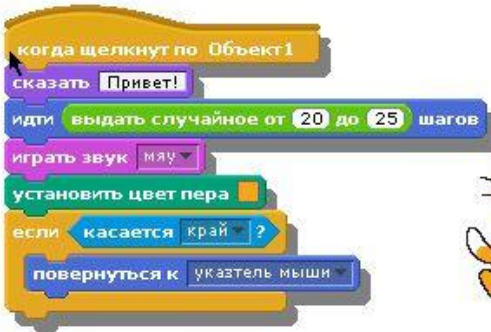 когда щелкнут по Объект1
сказать Привет!
идти выдать случайное от 20 до 25 шагов
играть звук мяу
установить цвет пера
если касается край ?
повернуться к указтель мыши